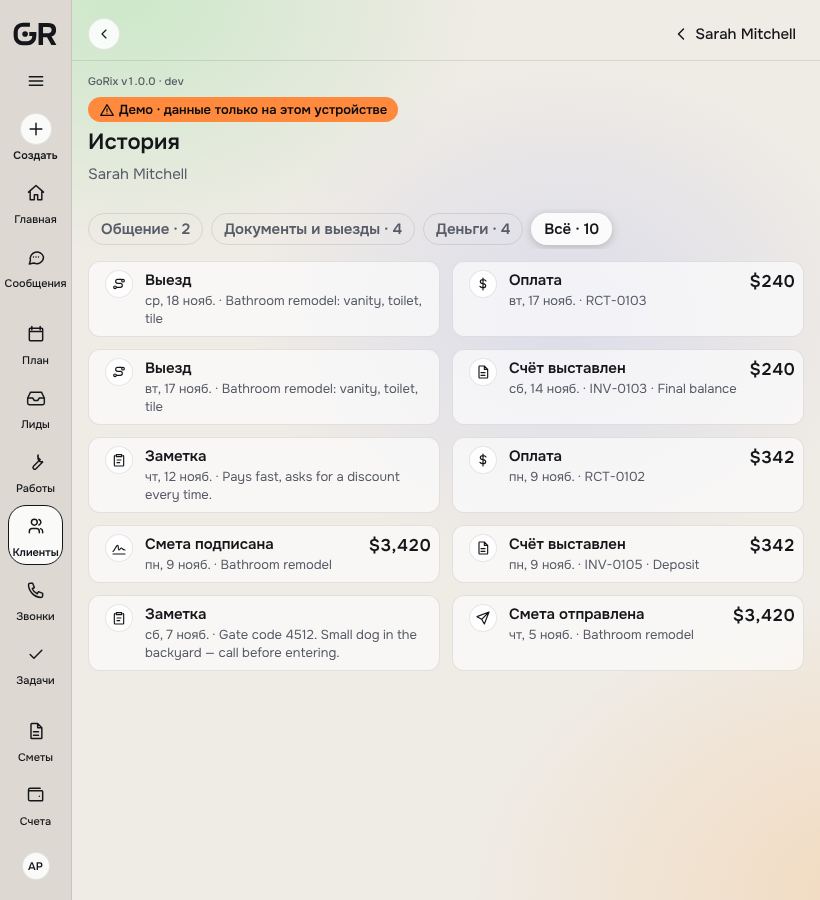 GR
Sarah Mitchell
Создать
Главная
Сообщения
План
Лиды
Работы
Клиенты
Звонки
Задачи
Сметы
Счета
AP
GoRix v1.0.0 · dev
Демо · данные только на этом устройстве
История
Sarah Mitchell
Общение · 2
Документы и выезды · 4
Деньги · 4
Всё · 10
Выезд
ср, 18 нояб. · Bathroom remodel: vanity, toilet,
tile
Оплата
$240
вт, 17 нояб. · RCT-0103
Выезд
вт, 17 нояб. · Bathroom remodel: vanity, toilet,
tile
Счёт выставлен
$240
сб, 14 нояб. · INV-0103 · Final balance
Заметка
чт, 12 нояб. · Pays fast, asks for a discount
every time.
Оплата
$342
пн, 9 нояб. · RCT-0102
Смета подписана
$3,420
пн, 9 нояб. · Bathroom remodel
Счёт выставлен
$342
пн, 9 нояб. · INV-0105 · Deposit
Заметка
сб, 7 нояб. · Gate code 4512. Small dog in the
backyard — call before entering.
Смета отправлена
$3,420
чт, 5 нояб. · Bathroom remodel